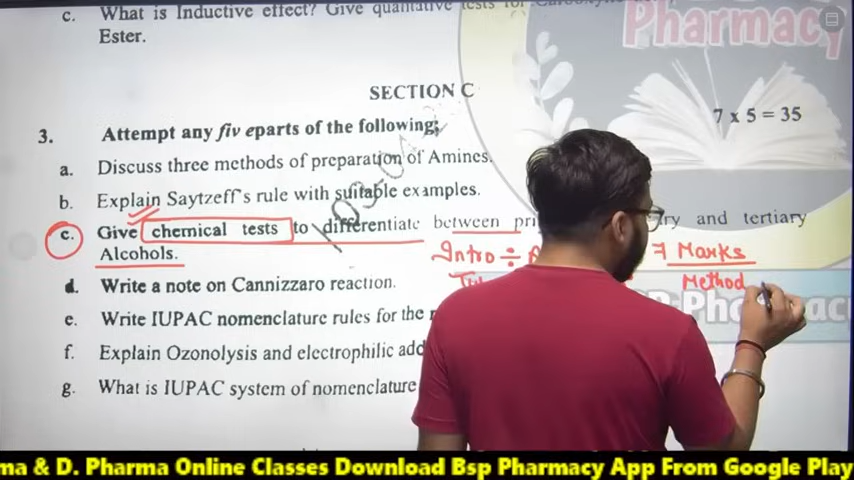 c. What is Inductive effect? Give quantative tests for
Ester.
Pharmacy
SECTION C
7 x 5 = 35
3. Attempt any fiv eparts of the following;
a. Discuss three methods of preparation of Amines.
b. Explain Saytzeff's rule with suitable examples.
c. Give chemical tests to differentiate between and tertiary
Alcohols.
Intro ÷ 7 Marks
Method
d. Write a note on Cannizzaro reaction.
e. Write IUPAC nomenclature rules for the
f. Explain Ozonolysis and electrophilic add
g. What is IUPAC system of nomenclature
ma & D. Pharma Online Classes Download Bsp Pharmacy App From Google Play